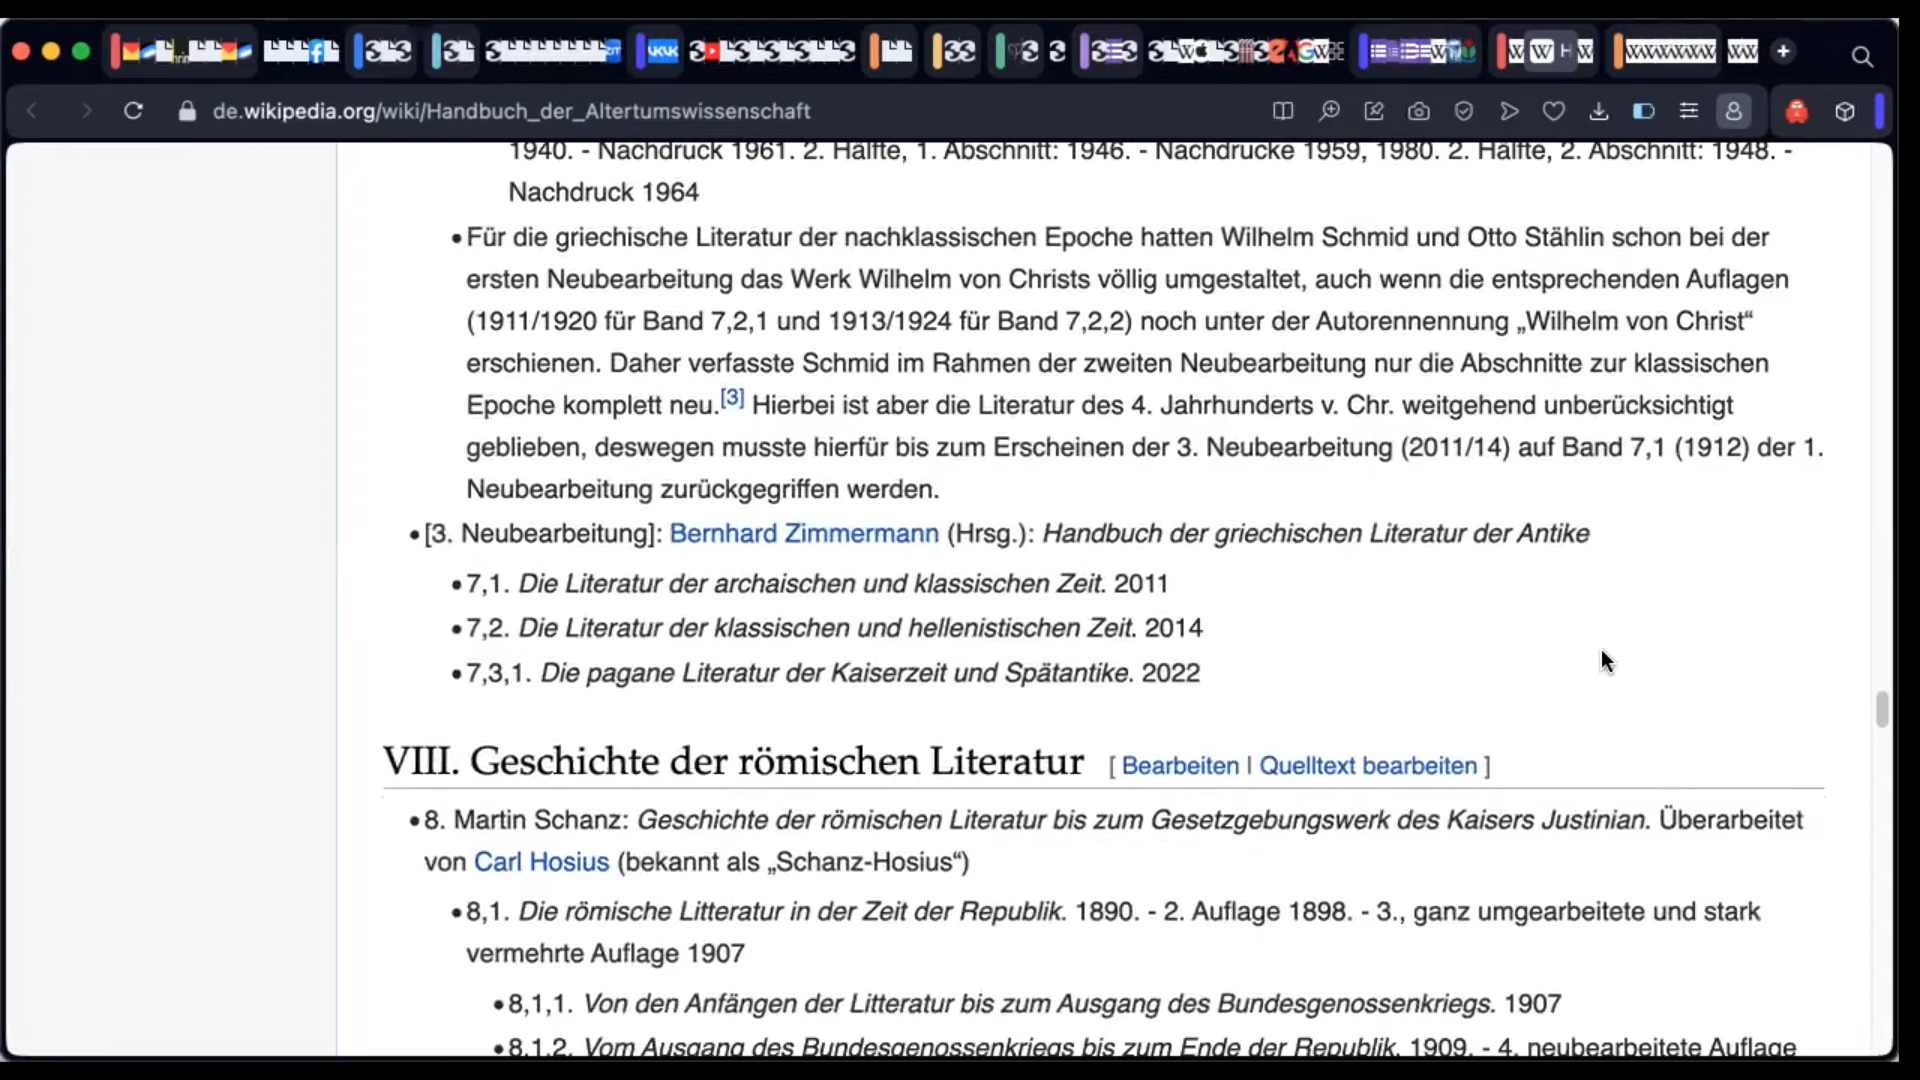 de.wikipedia.org/wiki/Handbuch_der_Altertumswissenschaft
1940. - Nachdruck 1961. 2. Hälfte, 1. Abschnitt: 1946. - Nachdrucke 1959, 1980. 2. Hälfte, 2. Abschnitt: 1948. -
Nachdruck 1964
• Für die griechische Literatur der nachklassischen Epoche hatten Wilhelm Schmid und Otto Stählin schon bei der
ersten Neubearbeitung das Werk Wilhelm von Christs völlig umgestaltet, auch wenn die entsprechenden Auflagen
(1911/1920 für Band 7,2,1 und 1913/1924 für Band 7,2,2) noch unter der Autorennennung „Wilhelm von Christ“
erschienen. Daher verfasste Schmid im Rahmen der zweiten Neubearbeitung nur die Abschnitte zur klassischen
Epoche komplett neu.[3] Hierbei ist aber die Literatur des 4. Jahrhunderts v. Chr. weitgehend unberücksichtigt
geblieben, deswegen musste hierfür bis zum Erscheinen der 3. Neubearbeitung (2011/14) auf Band 7,1 (1912) der 1.
Neubearbeitung zurückgegriffen werden.
• [3. Neubearbeitung]: Bernhard Zimmermann (Hrsg.): Handbuch der griechischen Literatur der Antike
• 7,1. Die Literatur der archaischen und klassischen Zeit. 2011
• 7,2. Die Literatur der klassischen und hellenistischen Zeit. 2014
• 7,3,1. Die pagane Literatur der Kaiserzeit und Spätantike. 2022
VIII. Geschichte der römischen Literatur [ Bearbeiten | Quelltext bearbeiten ]
• 8. Martin Schanz: Geschichte der römischen Literatur bis zum Gesetzgebungswerk des Kaisers Justinian. Überarbeitet
von Carl Hosius (bekannt als „Schanz-Hosius“)
• 8,1. Die römische Litteratur in der Zeit der Republik. 1890. - 2. Auflage 1898. - 3., ganz umgearbeitete und stark
vermehrte Auflage 1907
• 8,1,1. Von den Anfängen der Litteratur bis zum Ausgang des Bundesgenossenkriegs. 1907
• 8,1,2. Vom Ausgang des Bundesgenossenkriegs bis zum Ende der Republik. 1909. - 4. neubearbeitete Auflage